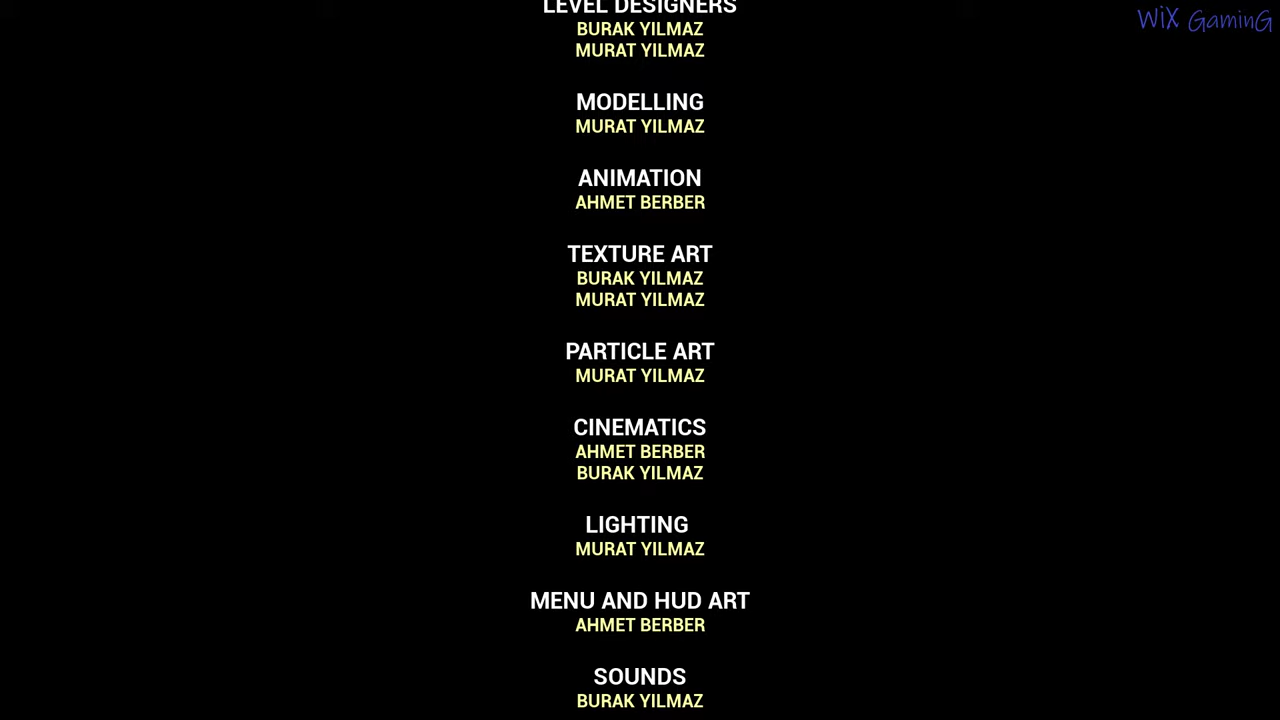 LEVEL DESIGNERS
WiX GaminG
BURAK YILMAZ
MURAT YILMAZ
MODELLING
MURAT YILMAZ
ANIMATION
AHMET BERBER
TEXTURE ART
BURAK YILMAZ
MURAT YILMAZ
PARTICLE ART
MURAT YILMAZ
CINEMATICS
AHMET BERBER
BURAK YILMAZ
LIGHTING
MURAT YILMAZ
MENU AND HUD ART
AHMET BERBER
SOUNDS
BURAK YILMAZ